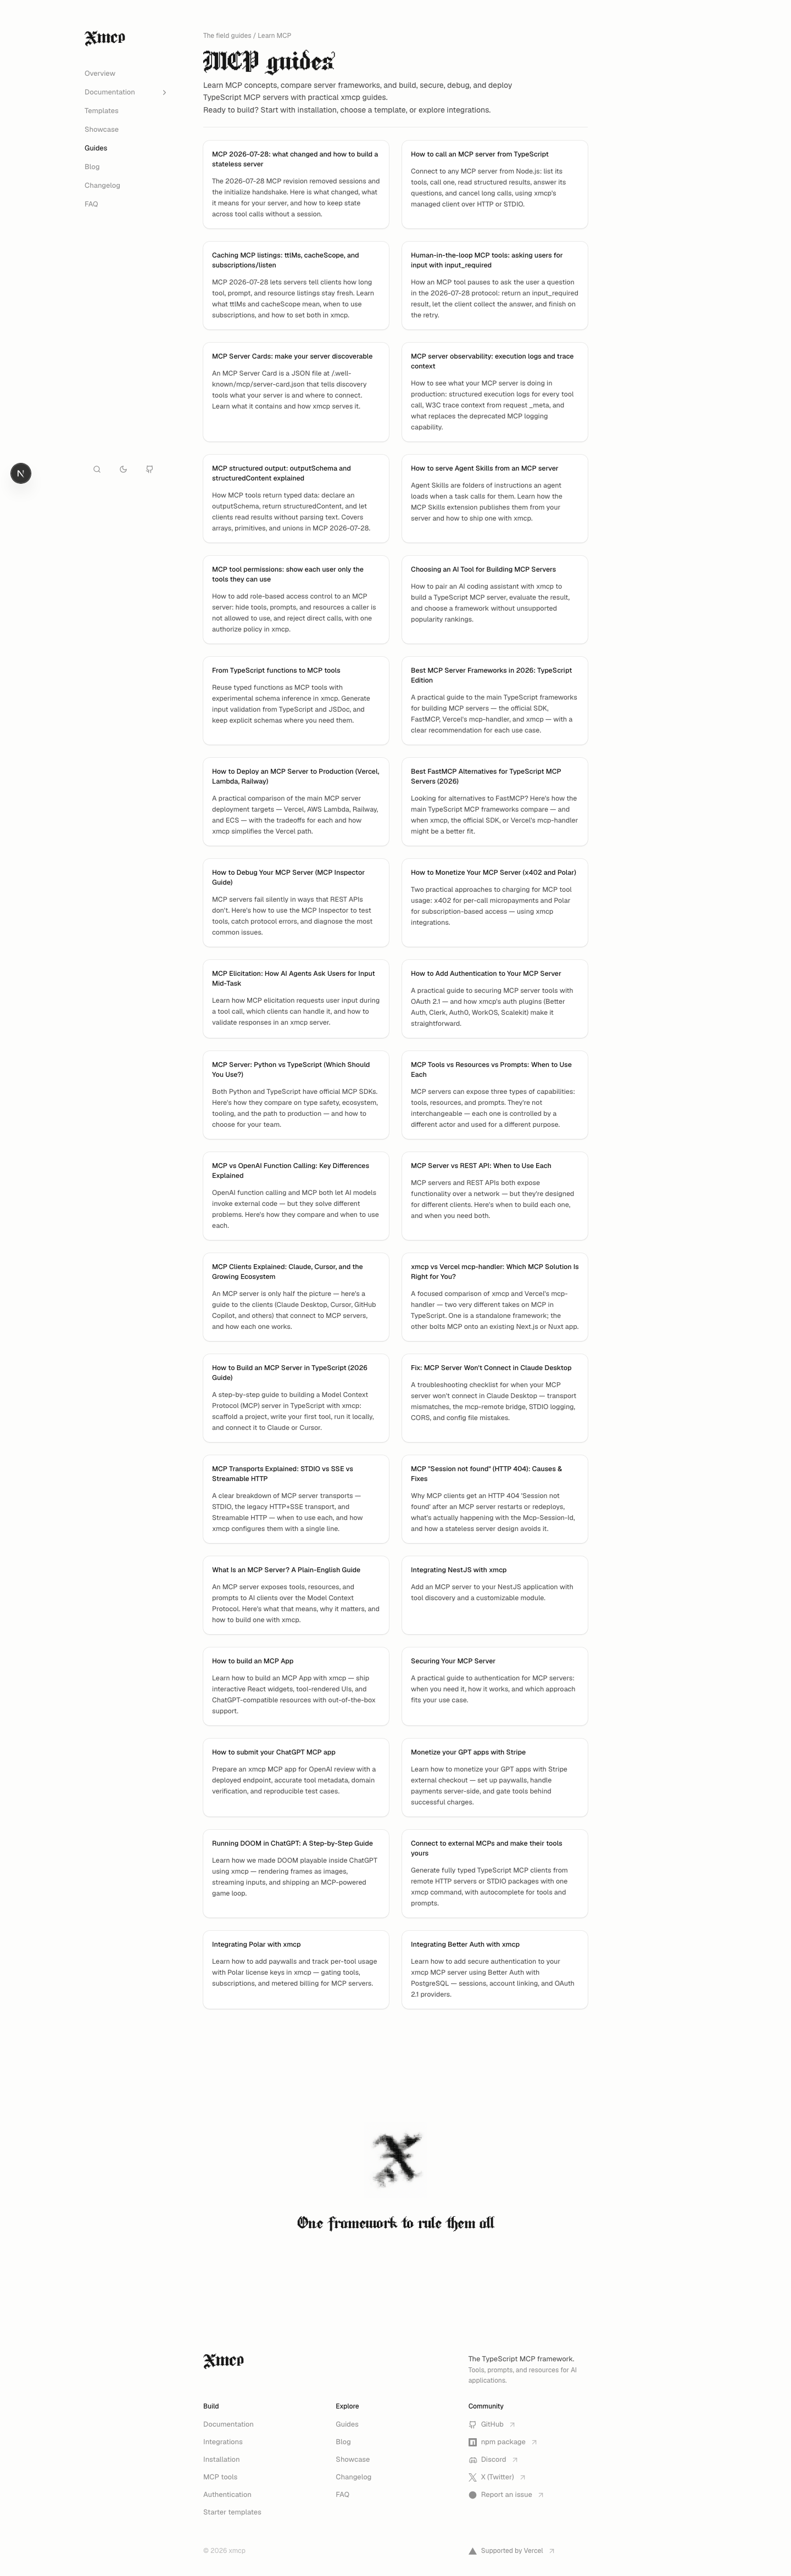 Xmcp
Overview
Documentation
Templates
Showcase
Guides
Blog
Changelog
FAQ
N
The field guides / Learn MCP
MCP guides
Learn MCP concepts, compare server frameworks, and build, secure, debug, and deploy
TypeScript MCP servers with practical xmcp guides.
Ready to build? Start with installation, choose a template, or explore integrations.
MCP 2026-07-28: what changed and how to build a
stateless server
The 2026-07-28 MCP revision removed sessions and
the initialize handshake. Here is what changed, what
it means for your server, and how to keep state
across tool calls without a session.
How to call an MCP server from TypeScript
Connect to any MCP server from Node.js: list its
tools, call one, read structured results, answer its
questions, and cancel long calls, using xmcp's
managed client over HTTP or STDIO.
Caching MCP listings: ttlMs, cacheScope, and
subscriptions/listen
MCP 2026-07-28 lets servers tell clients how long
tool, prompt, and resource listings stay fresh. Learn
what ttlMs and cacheScope mean, when to use
subscriptions, and how to set both in xmcp.
Human-in-the-loop MCP tools: asking users for
input with input_required
How an MCP tool pauses to ask the user a question
in the 2026-07-28 protocol: return an input_required
result, let the client collect the answer, and finish on
the retry.
MCP Server Cards: make your server discoverable
An MCP Server Card is a JSON file at /.well-
known/mcp/server-card.json that tells discovery
tools what your server is and where to connect.
Learn what it contains and how xmcp serves it.
MCP server observability: execution logs and trace
context
How to see what your MCP server is doing in
production: structured execution logs for every tool
call, W3C trace context from request _meta, and
what replaces the deprecated MCP logging
capability.
MCP structured output: outputSchema and
structuredContent explained
How MCP tools return typed data: declare an
outputSchema, return structuredContent, and let
clients read results without parsing text. Covers
arrays, primitives, and unions in MCP 2026-07-28.
How to serve Agent Skills from an MCP server
Agent Skills are folders of instructions an agent
loads when a task calls for them. Learn how the
MCP Skills extension publishes them from your
server and how to ship one with xmcp.
MCP tool permissions: show each user only the
tools they can use
How to add role-based access control to an MCP
server: hide tools, prompts, and resources a caller is
not allowed to use, and reject direct calls, with one
authorize policy in xmcp.
Choosing an AI Tool for Building MCP Servers
How to pair an AI coding assistant with xmcp to
build a TypeScript MCP server, evaluate the result,
and choose a framework without unsupported
popularity rankings.
From TypeScript functions to MCP tools
Reuse typed functions as MCP tools with
experimental schema inference in xmcp. Generate
input validation from TypeScript and JSDoc, and
keep explicit schemas where you need them.
Best MCP Server Frameworks in 2026: TypeScript
Edition
A practical guide to the main TypeScript frameworks
for building MCP servers — the official SDK,
FastMCP, Vercel's mcp-handler, and xmcp — with a
clear recommendation for each use case.
How to Deploy an MCP Server to Production (Vercel,
Lambda, Railway)
A practical comparison of the main MCP server
deployment targets — Vercel, AWS Lambda, Railway,
and ECS — with the tradeoffs for each and how
xmcp simplifies the Vercel path.
Best FastMCP Alternatives for TypeScript MCP
Servers (2026)
Looking for alternatives to FastMCP? Here's how the
main TypeScript MCP frameworks compare — and
when xmcp, the official SDK, or Vercel's mcp-handler
might be a better fit.
How to Debug Your MCP Server (MCP Inspector
Guide)
MCP servers fail silently in ways that REST APIs
don't. Here's how to use the MCP Inspector to test
tools, catch protocol errors, and diagnose the most
common issues.
How to Monetize Your MCP Server (x402 and Polar)
Two practical approaches to charging for MCP tool
usage: x402 for per-call micropayments and Polar
for subscription-based access — using xmcp
integrations.
MCP Elicitation: How AI Agents Ask Users for Input
Mid-Task
Learn how MCP elicitation requests user input during
a tool call, which clients can handle it, and how to
validate responses in an xmcp server.
How to Add Authentication to Your MCP Server
A practical guide to securing MCP server tools with
OAuth 2.1 — and how xmcp's auth plugins (Better
Auth, Clerk, Auth0, WorkOS, Scalekit) make it
straightforward.
MCP Server: Python vs TypeScript (Which Should
You Use?)
Both Python and TypeScript have official MCP SDKs.
Here's how they compare on type safety, ecosystem,
tooling, and the path to production — and how to
choose for your team.
MCP Tools vs Resources vs Prompts: When to Use
Each
MCP servers can expose three types of capabilities:
tools, resources, and prompts. They're not
interchangeable — each one is controlled by a
different actor and used for a different purpose.
MCP vs OpenAI Function Calling: Key Differences
Explained
OpenAI function calling and MCP both let AI models
invoke external code — but they solve different
problems. Here's how they compare and when to use
each.
MCP Server vs REST API: When to Use Each
MCP servers and REST APIs both expose
functionality over a network — but they're designed
for different clients. Here's when to build each one,
and when you need both.
MCP Clients Explained: Claude, Cursor, and the
Growing Ecosystem
An MCP server is only half the picture — here's a
guide to the clients (Claude Desktop, Cursor, GitHub
Copilot, and others) that connect to MCP servers,
and how each one works.
xmcp vs Vercel mcp-handler: Which MCP Solution Is
Right for You?
A focused comparison of xmcp and Vercel's mcp-
handler — two very different takes on MCP in
TypeScript. One is a standalone framework; the
other bolts MCP onto an existing Next.js or Nuxt app.
How to Build an MCP Server in TypeScript (2026
Guide)
A step-by-step guide to building a Model Context
Protocol (MCP) server in TypeScript with xmcp:
scaffold a project, write your first tool, run it locally,
and connect it to Claude or Cursor.
Fix: MCP Server Won't Connect in Claude Desktop
A troubleshooting checklist for when your MCP
server won't connect in Claude Desktop — transport
mismatches, the mcp-remote bridge, STDIO logging,
CORS, and config file mistakes.
MCP Transports Explained: STDIO vs SSE vs
Streamable HTTP
A clear breakdown of MCP server transports —
STDIO, the legacy HTTP+SSE transport, and
Streamable HTTP — when to use each, and how
xmcp configures them with a single line.
MCP "Session not found" (HTTP 404): Causes &
Fixes
Why MCP clients get an HTTP 404 'Session not
found' after an MCP server restarts or redeploys,
what's actually happening with the Mcp-Session-Id,
and how a stateless server design avoids it.
What Is an MCP Server? A Plain-English Guide
An MCP server exposes tools, resources, and
prompts to AI clients over the Model Context
Protocol. Here's what that means, why it matters, and
how to build one with xmcp.
Integrating NestJS with xmcp
Add an MCP server to your NestJS application with
tool discovery and a customizable module.
How to build an MCP App
Learn how to build an MCP App with xmcp — ship
interactive React widgets, tool-rendered UIs, and
ChatGPT-compatible resources with out-of-the-box
support.
Securing Your MCP Server
A practical guide to authentication for MCP servers:
when you need it, how it works, and which approach
fits your use case.
How to submit your ChatGPT MCP app
Prepare an xmcp MCP app for OpenAI review with a
deployed endpoint, accurate tool metadata, domain
verification, and reproducible test cases.
Monetize your GPT apps with Stripe
Learn how to monetize your GPT apps with Stripe
external checkout — set up paywalls, handle
payments server-side, and gate tools behind
successful charges.
Running DOOM in ChatGPT: A Step-by-Step Guide
Learn how we made DOOM playable inside ChatGPT
using xmcp — rendering frames as images,
streaming inputs, and shipping an MCP-powered
game loop.
Connect to external MCPs and make their tools
yours
Generate fully typed TypeScript MCP clients from
remote HTTP servers or STDIO packages with one
xmcp command, with autocomplete for tools and
prompts.
Integrating Polar with xmcp
Learn how to add paywalls and track per-tool usage
with Polar license keys in xmcp — gating tools,
subscriptions, and metered billing for MCP servers.
Integrating Better Auth with xmcp
Learn how to add secure authentication to your
xmcp MCP server using Better Auth with
PostgreSQL — sessions, account linking, and OAuth
2.1 providers.
X
One framework to rule them all
Xmcp
The TypeScript MCP framework.
Tools, prompts, and resources for AI
applications.
Build
Documentation
Integrations
Installation
MCP tools
Authentication
Starter templates
Explore
Guides
Blog
Showcase
Changelog
FAQ
Community
GitHub
npm package
Discord
X (Twitter)
Report an issue
© 2026 xmcp
Supported by Vercel